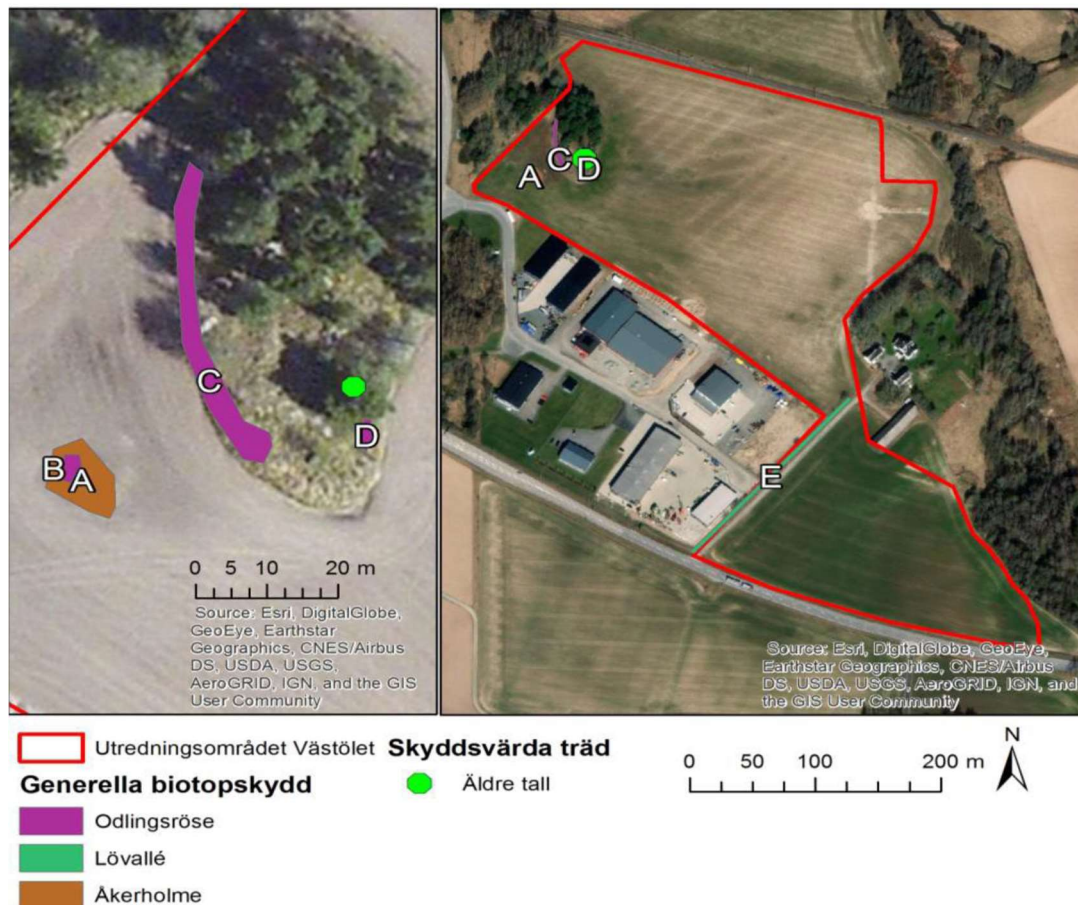 C
D
B
A
0 5 10 20 m
Source: Esri, DigitalGlobe,
GeoEye, Earthstar
Geographics, CNES/Airbus
DS, USDA, USGS,
AeroGRID, IGN, and the GIS
User Community
C
D
A
E
Source: Esri, DigitalGlobe, GeoEye,
Earthstar Geographics, CNES/Airbus
DS, USDA, USGS, AeroGRID, IGN, and
the GIS User Community
Utredningsområdet Västölet
Generella biotopskydd
Odlingsröse
Lövallé
Åkerholme
Skyddsvärda träd
Äldre tall
0 50 100 200 m
N